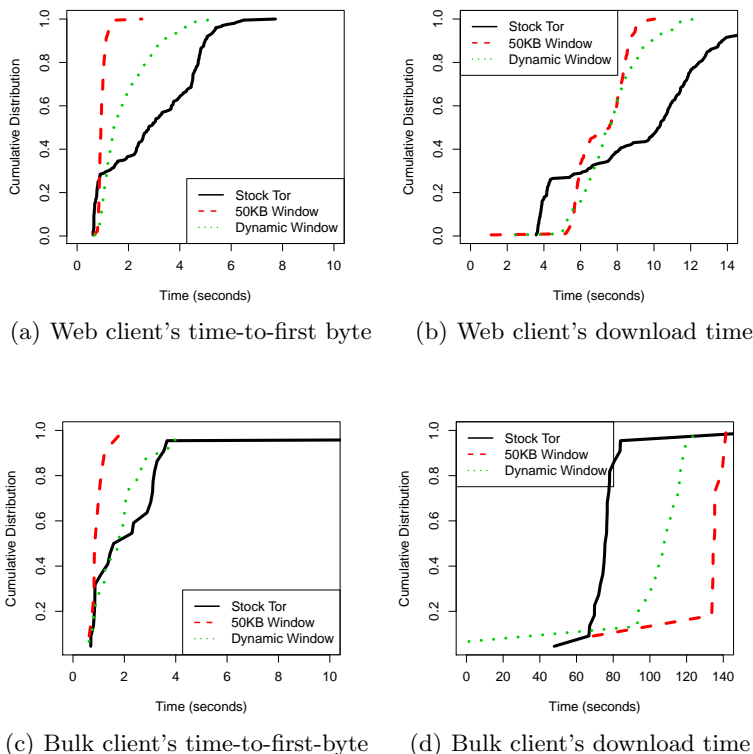 Cumulative Distribution
0.0 0.2 0.4 0.6 0.8 1.0
Stock Tor
50KB Window
Dynamic Window
0 2 4 6 8 10
Time (seconds)
(a) Web client's time-to-first byte
Cumulative Distribution
0.0 0.2 0.4 0.6 0.8 1.0
Stock Tor
50KB Window
Dynamic Window
0 2 4 6 8 10 12 14
Time (seconds)
(b) Web client's download time
Cumulative Distribution
0.2 0.4 0.6 0.8 1.0
Stock Tor
50KB Window
Dynamic Window
0 2 4 6 8 10
Time (seconds)
(c) Bulk client's time-to-first-byte
Cumulative Distribution
0.2 0.4 0.6 0.8 1.0
Stock Tor
50KB Window
Dynamic Window
0 20 40 60 80 100 120 140
Time (seconds)
(d) Bulk client's download time